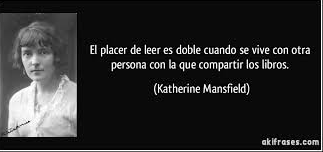 El placer de leer es doble cuando se vive con otra
persona con la que compartir los libros.
(Katherine Mansfield)
akifrases.com